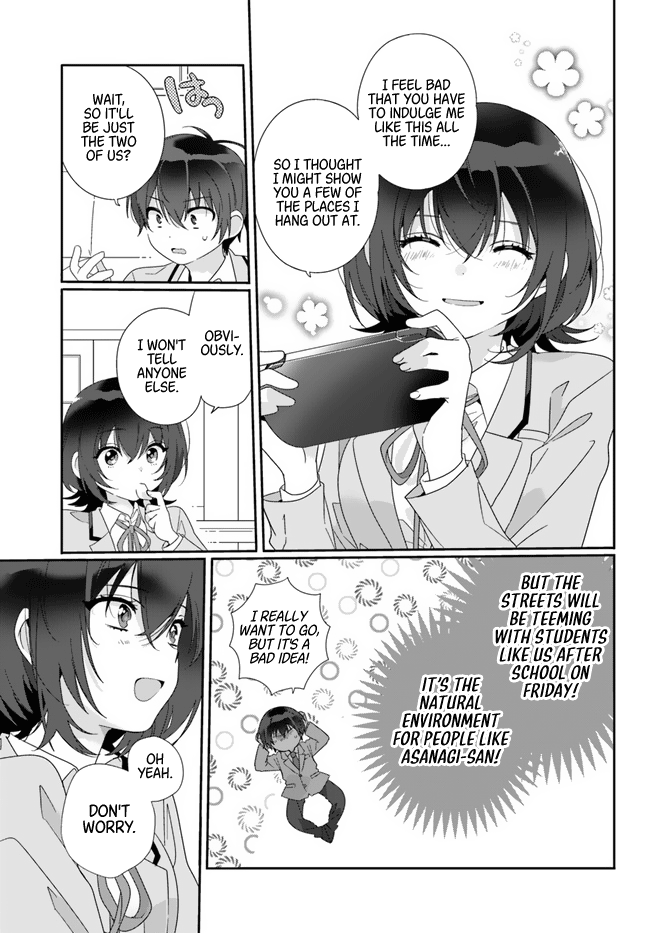 I FEEL BAD
THAT YOU HAVE
TO INDULGE ME
LIKE THIS ALL
THE TIME...
SO I THOUGHT
I MIGHT SHOW
YOU A FEW OF
THE PLACES I
HANG OUT AT.
はっ
WAIT,
SO IT'LL
BE JUST
THE TWO
OF US?
OBVI-
OUSLY.
I WON'T
TELL
ANYONE
ELSE.
BUT THE
STREETS WILL
BE TEEMING
WITH STUDENTS
LIKE US AFTER
SCHOOL ON
FRIDAY!
IT'S THE
NATURAL
ENVIRONMENT
FOR PEOPLE LIKE
ASANAGI-SAN!
I REALLY
WANT TO GO,
BUT IT'S A
BAD IDEA!
OH
YEAH.
DON'T
WORRY.